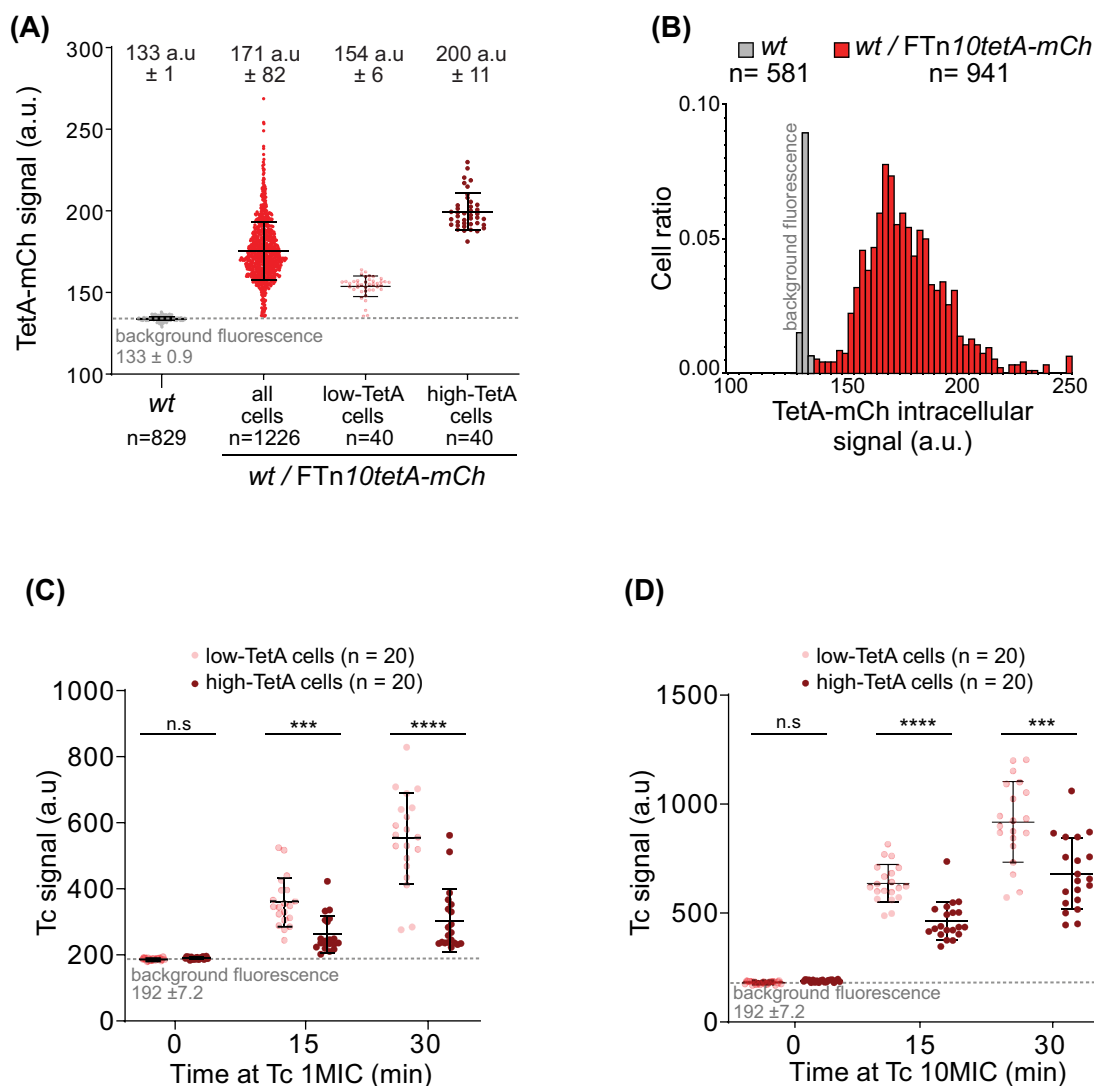 (A)
133 a.u
± 1
171 a.u
± 82
154 a.u
± 6
200 a.u
± 11
TetA-mCh signal (a.u.)
300
250
200
150
100
background fluorescence
133 ± 0.9
wt
n=829
all
cells
n=1226
low-TetA
cells
n=40
high-TetA
cells
n=40
wt / FTn10tetA-mCh
(B)
wt
n= 581
wt / FTn10tetA-mCh
n= 941
Cell ratio
0.10
0.05
0.00
background fluorescence
100
150
200
250
TetA-mCh intracellular
signal (a.u.)
(C)
low-TetA cells (n = 20)
high-TetA cells (n = 20)
Tc signal (a.u)
1000
800
600
400
200
0
n.s
***
****
background fluorescence
192 ±7.2
0
15
30
Time at Tc 1MIC (min)
(D)
low-TetA cells (n = 20)
high-TetA cells (n = 20)
Tc signal (a.u)
1500
1000
500
0
n.s
****
***
background fluorescence
192 ±7.2
0
15
30
Time at Tc 10MIC (min)